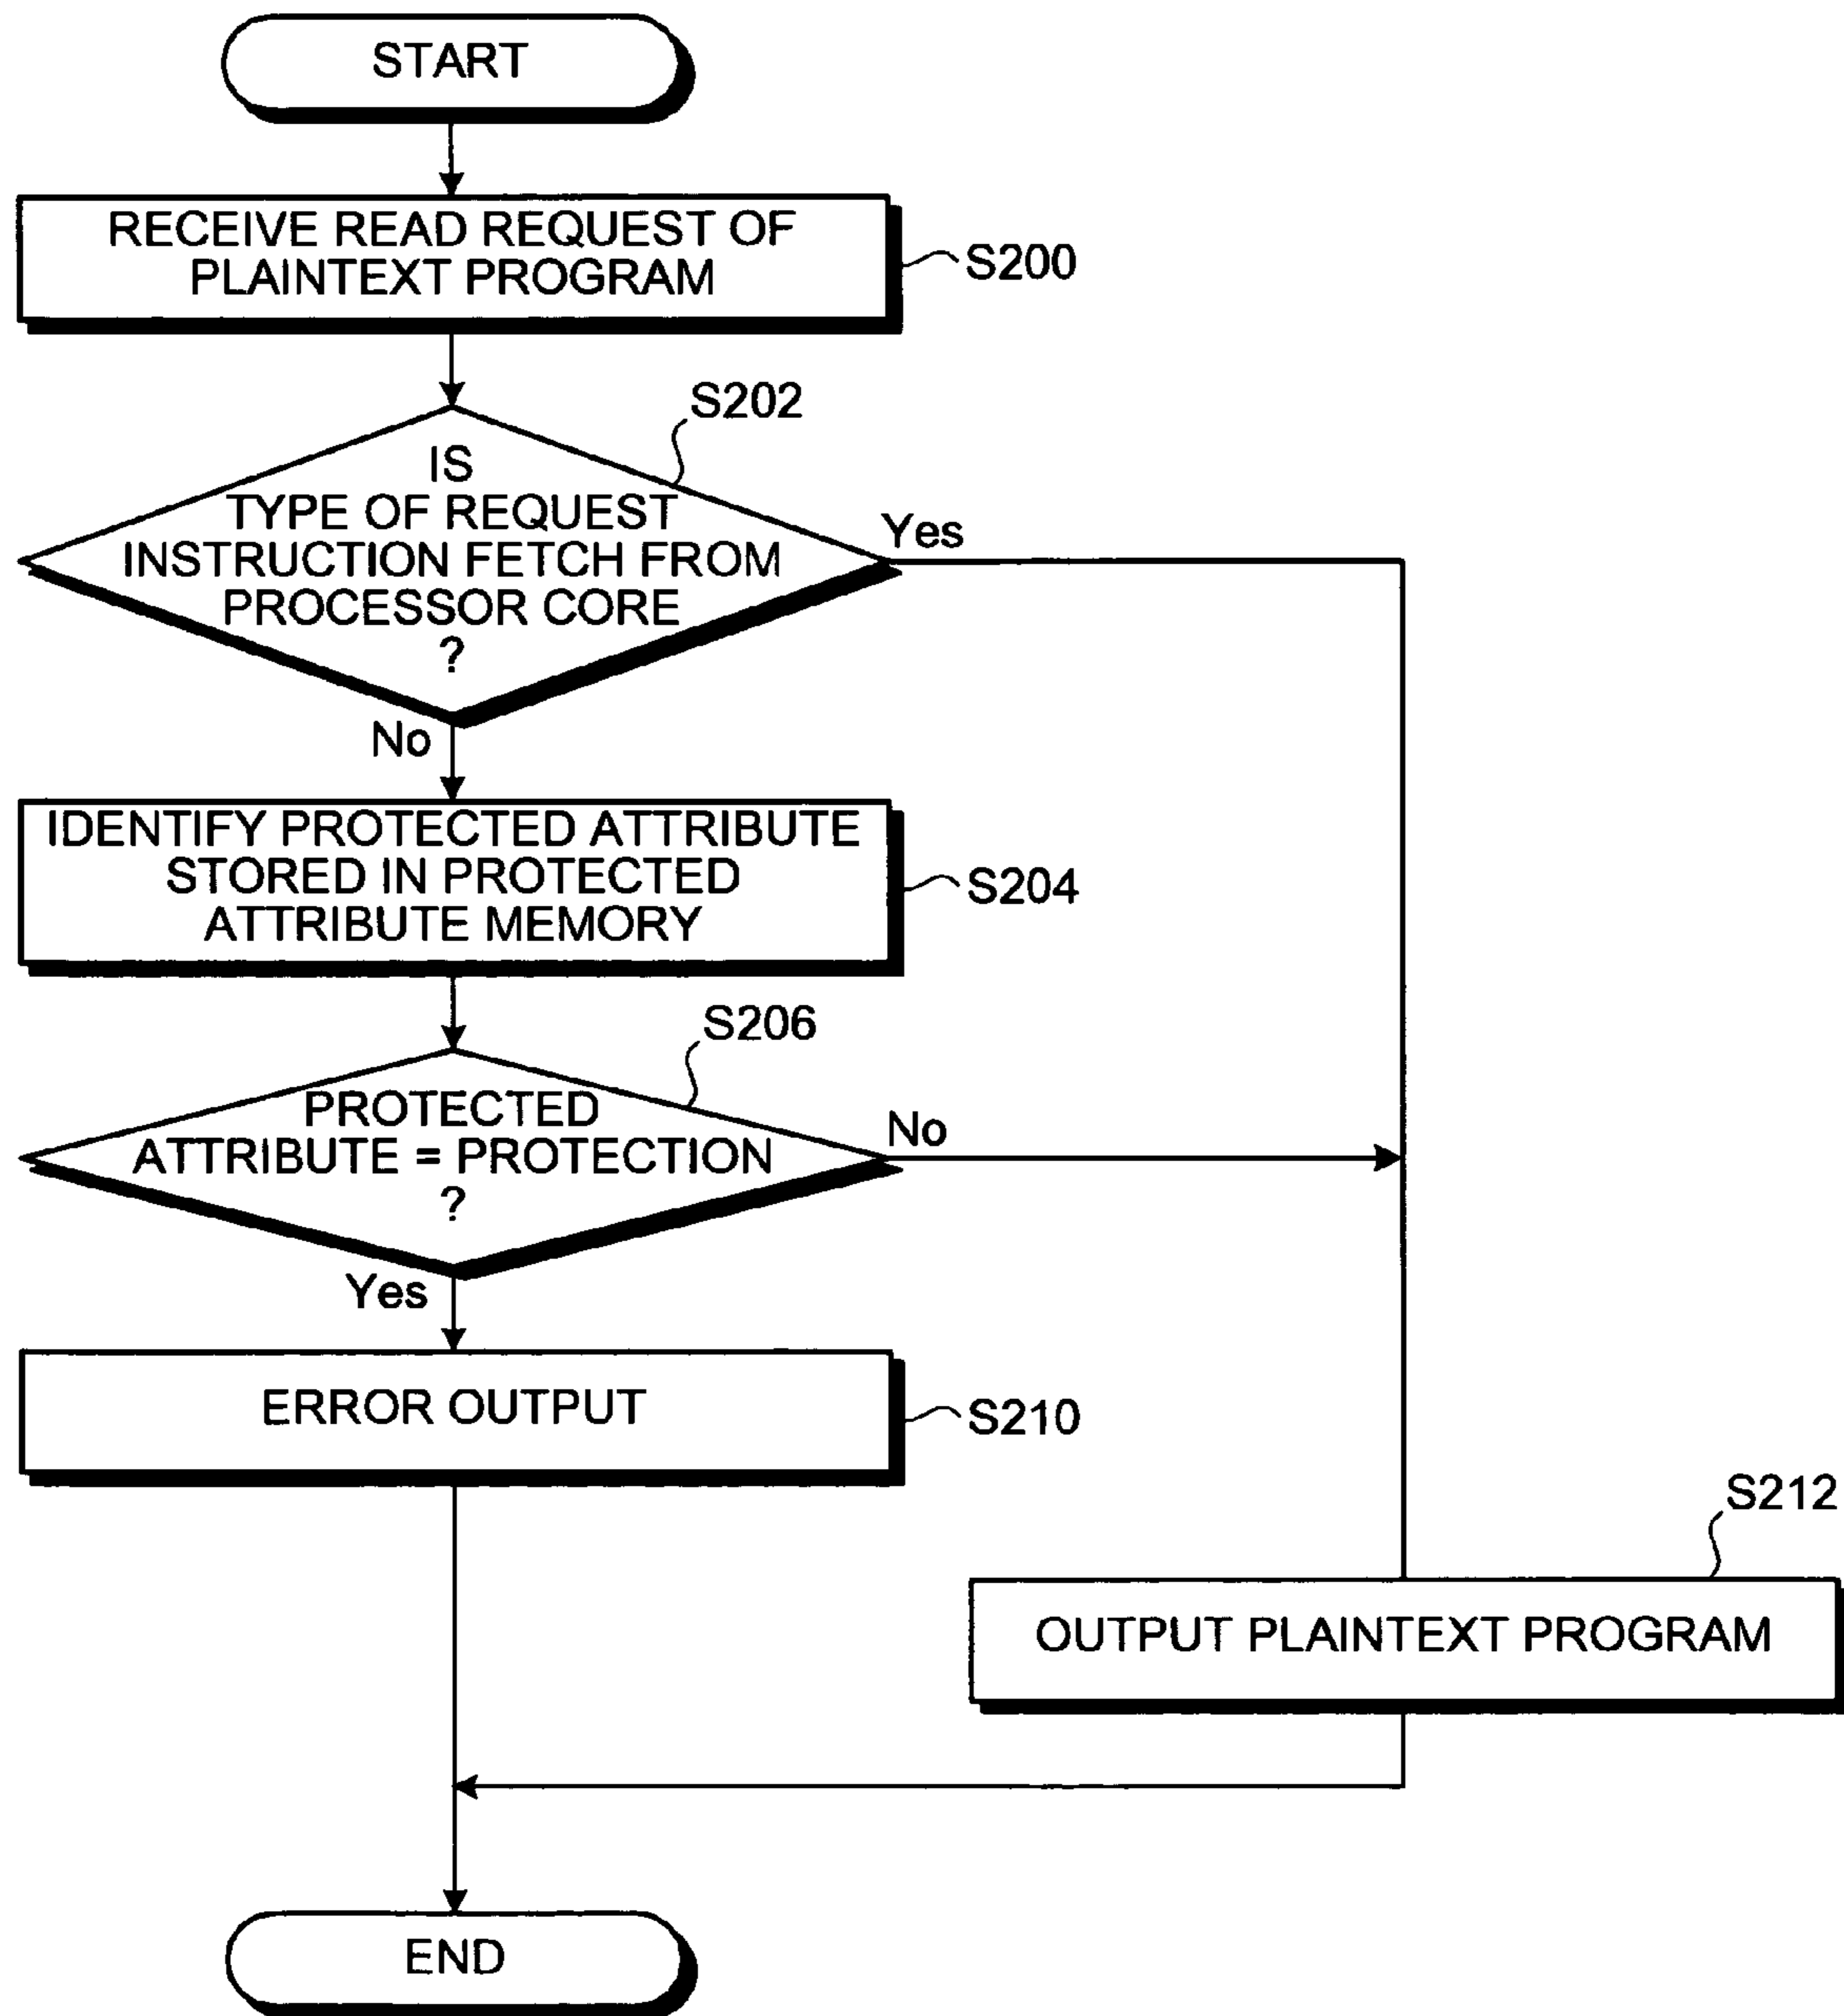 START
RECEIVE READ REQUEST OF
PLAINTEXT PROGRAM
S200
S202
IS
TYPE OF REQUEST
INSTRUCTION FETCH FROM
PROCESSOR CORE
?
Yes
No
IDENTIFY PROTECTED ATTRIBUTE
STORED IN PROTECTED
ATTRIBUTE MEMORY
S204
S206
PROTECTED
ATTRIBUTE = PROTECTION
?
No
Yes
ERROR OUTPUT
S210
S212
OUTPUT PLAINTEXT PROGRAM
END